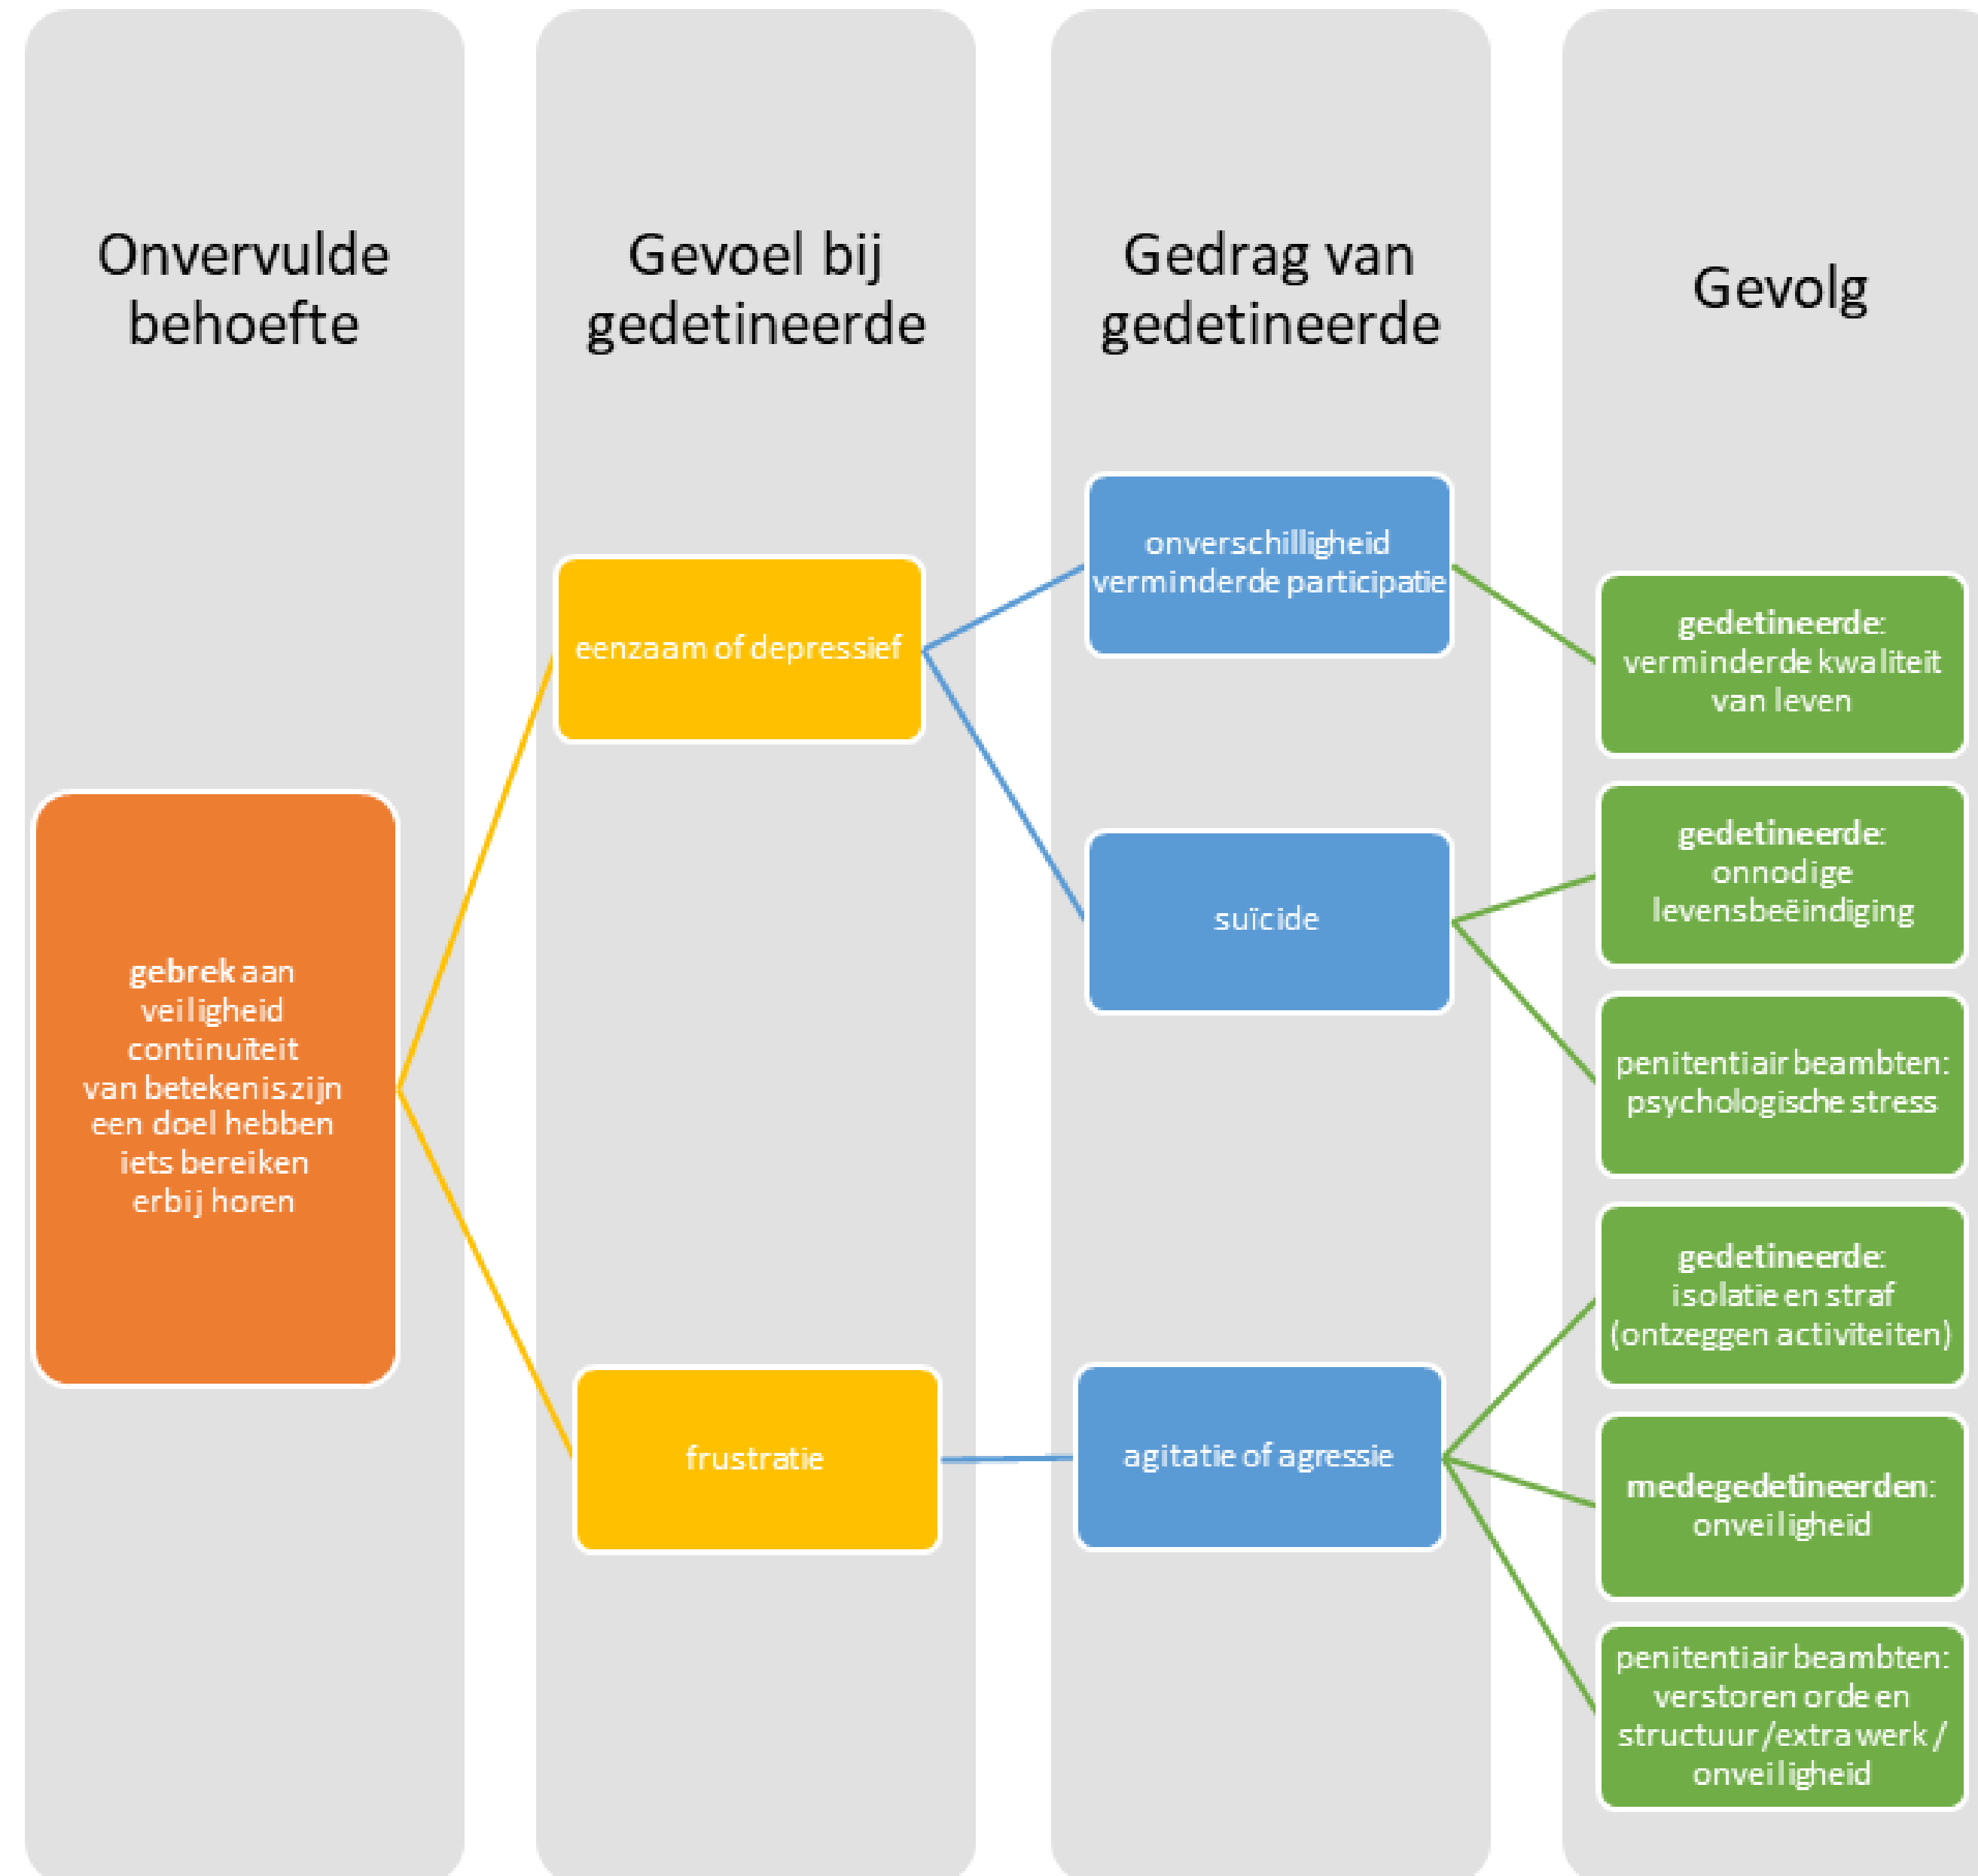 Onvervulde
behoefte
Gevoel bij
gedetineerde
Gedrag van
gedetineerde
Gevolg
gebrek aan
veiligheid
continuïteit
van betekenis zijn
een doel hebben
iets bereiken
erbij horen
eenzaam of depressief
frustratie
onverschilligheid
verminderde participatie
suïcide
agitatie of agressie
gedetineerde:
verminderde kwaliteit
van leven
gedetineerde:
onnodige
levensbeëindiging
penitentiair beambten:
psychologische stress
gedetineerde:
isolatie en straf
(ontzeggen activiteiten)
medegedetineerden:
onveiligheid
penitentiair beambten:
verstoren orde en
structuur / extra werk /
onveiligheid